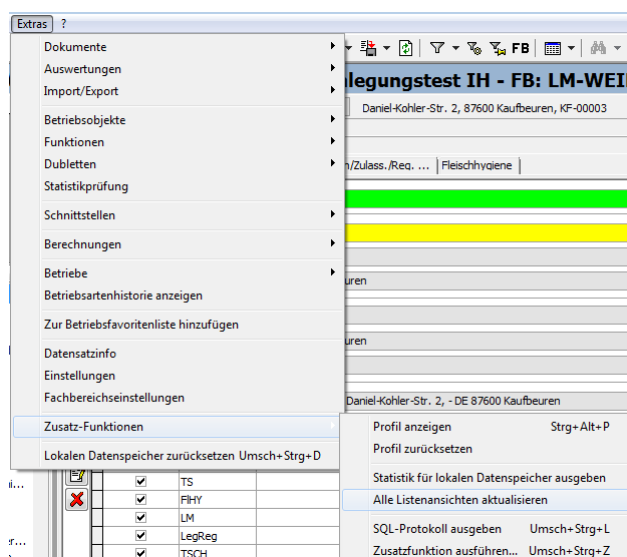 Extras ?
Dokumente
Auswertungen
Import/Export
Betriebsobjekte
Funktionen
Dubletten
Statistikprüfung
Schnittstellen
Berechnungen
Betriebe
Betriebsartenhistorie anzeigen
Zur Betriebsfavoritenliste hinzufügen
Datensatzinfo
Einstellungen
Fachbereichseinstellungen
Zusatz-Funktionen
Lokalen Datenspeicher zurücksetzen Umsch+Strg+D
FB
legungstest IH - FB: LM-WEI
Daniel-Kohler-Str. 2, 87600 Kaufbeuren, KF-00003
n/Zulass./Reg. ... Fleischhygiene
uren
uren
Daniel-Kohler-Str. 2, - DE 87600 Kaufbeuren
Profil anzeigen Strg+Alt+P
Profil zurücksetzen
Statistik für lokalen Datenspeicher ausgeben
Alle Listenansichten aktualisieren
SQL-Protokoll ausgeben Umsch+Strg+L
Zusatzfunktion ausführen... Umsch+Strg+Z
TS
FlHY
LM
LegReg
TSCH